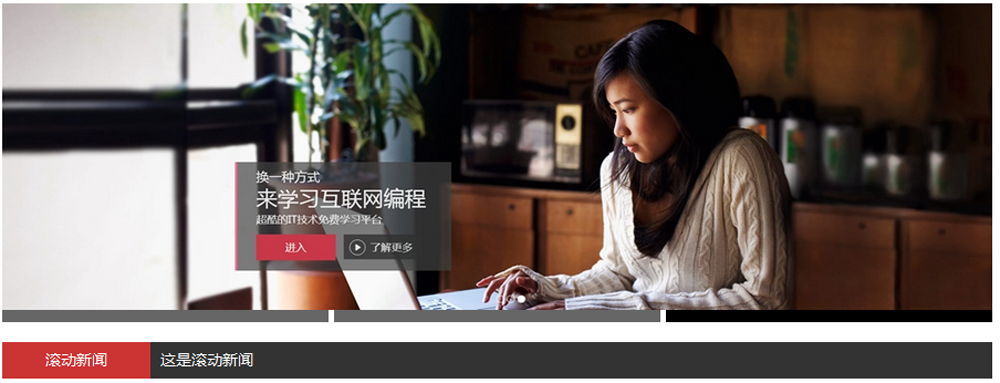 换一种方式
来学习互联网编程
超酷的IT技术免费学习平台
进入
了解更多
滚动新闻
这是滚动新闻